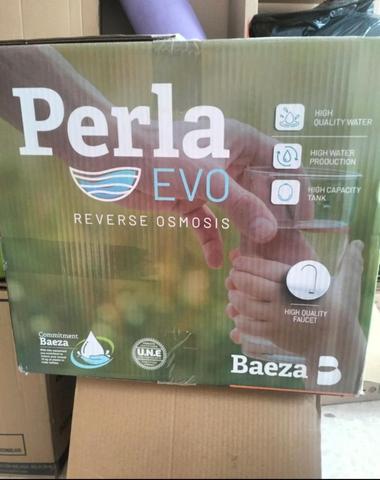 Perla
EVO
REVERSE OSMOSIS
HIGH
QUALITY WATER
HIGH WATER
PRODUCTION
HIGH CAPACITY
TANK
HIGH QUALITY
FAUCET
Commitment
Baeza
U.N.E
Baeza